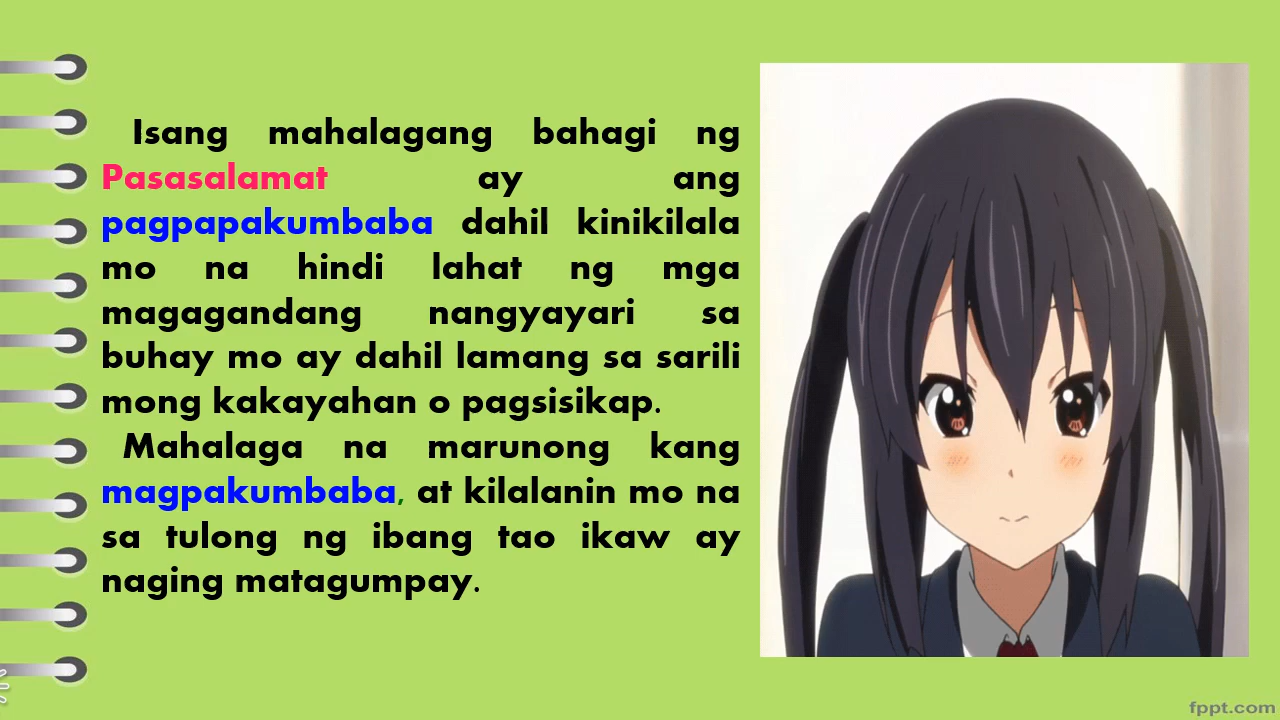 Isang mahalagang bahagi ng
Pasasalamat ay ang
pagpapakumbaba dahil kinikilala
mo na hindi lahat ng mga
magagandang nangyayari sa
buhay mo ay dahil lamang sa sarili
mong kakayahan o pagsisikap.
Mahalaga na marunong kang
magpakumbaba, at kilalanin mo na
sa tulong ng ibang tao ikaw ay
naging matagumpay.
fppt.com